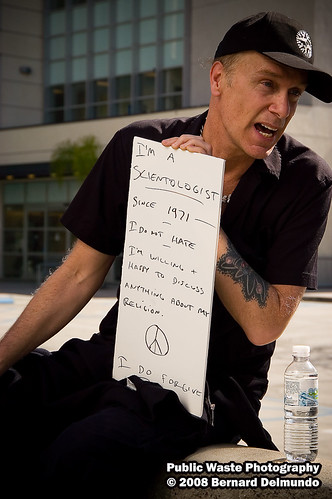 I'M A
SCIENTOLOGIST
SINCE 1971
I DO NOT HATE
I'M WILLING +
HAPPY TO DISCUSS
ANYTHING ABOUT MY
RELIGION.
I DO FORGIVE
Public Waste Photography
© 2008 Bernard Delmundo